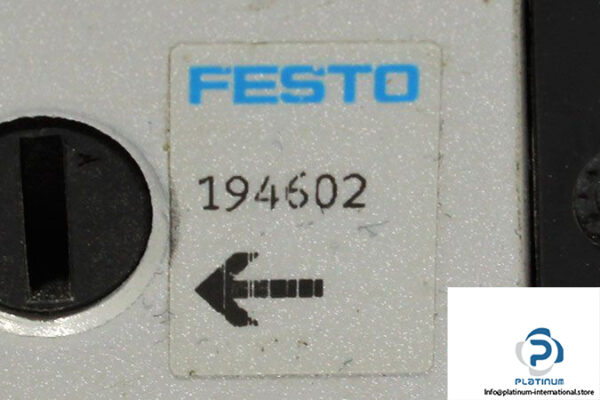 FESTO
194602
PLATINUM
Info@platinum-international.store